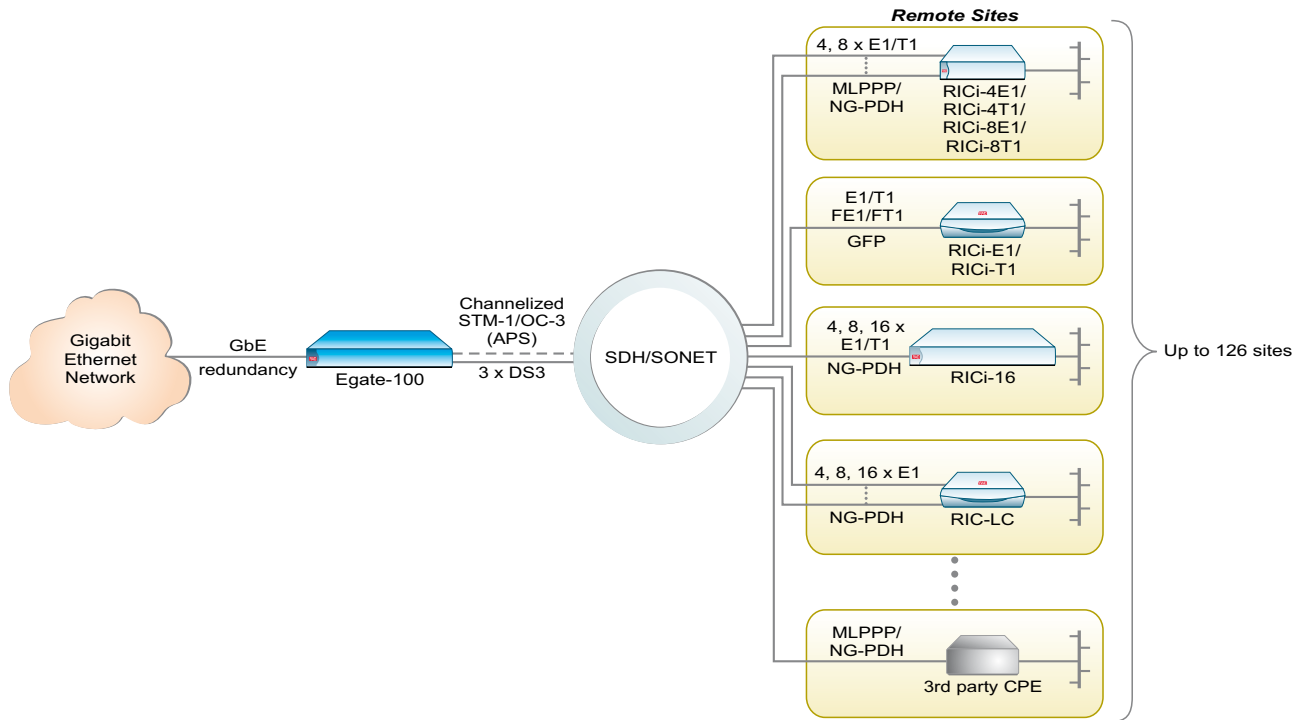 Remote Sites
4, 8 x E1/T1
MLPPP/
NG-PDH
RICi-4E1/
RICi-4T1/
RICi-8E1/
RICi-8T1
E1/T1
FE1/FT1
GFP
RICi-E1/
RICi-T1
Gigabit
Ethernet
Network
GbE
redundancy
Egate-100
Channelized
STM-1/OC-3
(APS)
3 x DS3
SDH/SONET
4, 8, 16 x
E1/T1
NG-PDH
RICi-16
Up to 126 sites
4, 8, 16 x E1
NG-PDH
RIC-LC
MLPPP/
NG-PDH
3rd party CPE